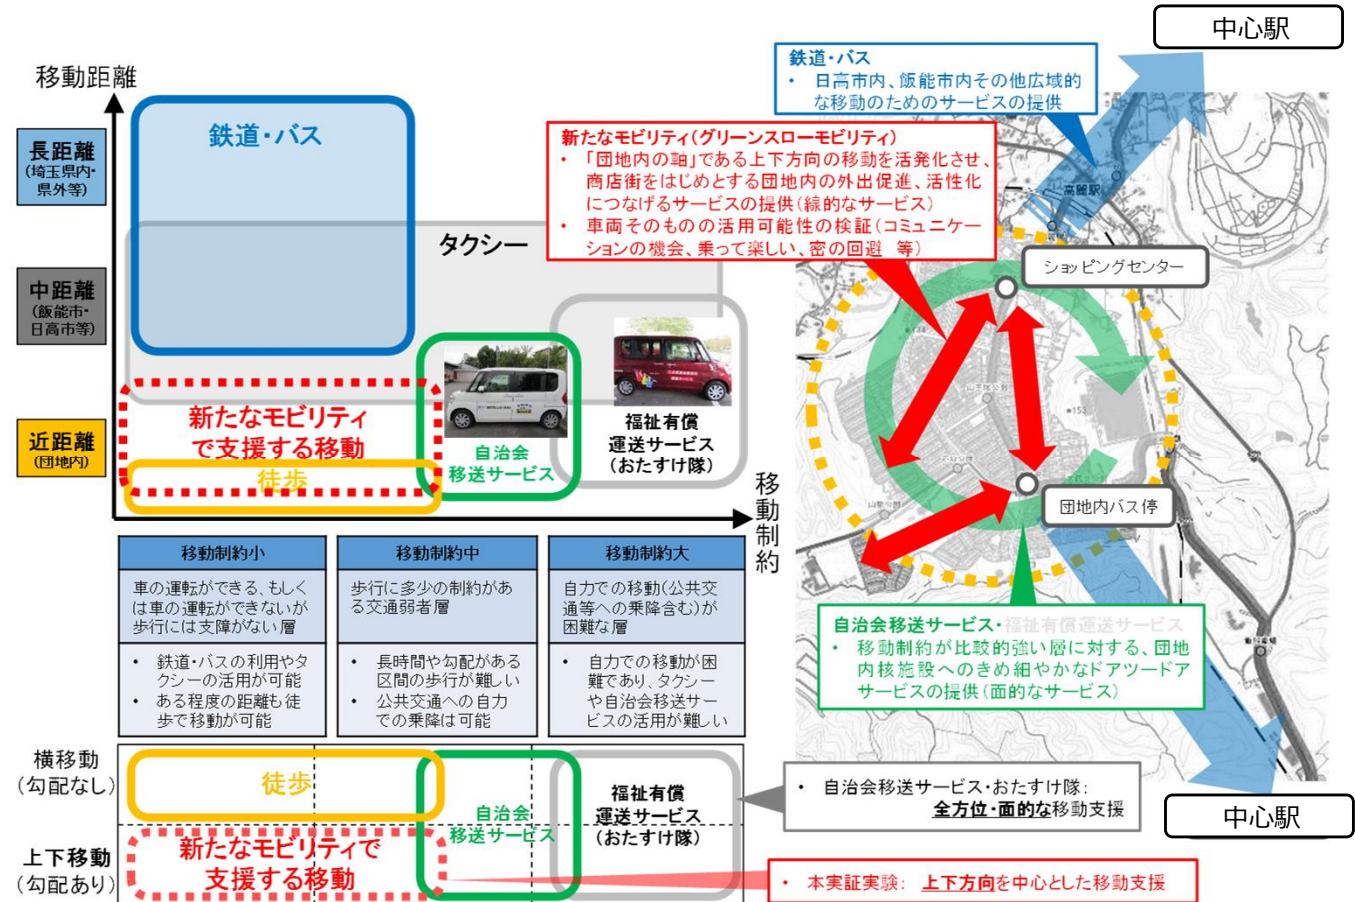 中心駅
移動距離
鉄道・バス
長距離
(埼玉県内・
県外等)
タクシー
中距離
(飯能市・
日高市等)
新たなモビリティ
で支援する移動
近距離
(団地内)
徒歩
自治会
移送サービス
福祉有償
運送サービス
(おたすけ隊)
移動制約
鉄道・バス
・ 日高市内、飯能市内その他広域的
な移動のためのサービスの提供
新たなモビリティ(グリーンスローモビリティ)
・ 「団地内の軸」である上下方向の移動を活発化させ、
商店街をはじめとする団地内の外出促進、活性化
につなげるサービスの提供(線的なサービス)
・ 車両そのものの活用可能性の検証(コミュニケー
ションの機会、乗って楽しい、密の回避 等)
高麗駅
ショッピングセンター
団地内バス停
自治会移送サービス・福祉有償運送サービス
・ 移動制約が比較的強い層に対する、団地
内核施設へのきめ細やかなドアツードア
サービスの提供(面的なサービス)
中心駅
移動制約小
車の運転ができる、もしく
は車の運転ができないが
歩行には支障がない層
・ 鉄道・バスの利用やタ
クシーの活用が可能
・ ある程度の距離も徒
歩で移動が可能
移動制約中
歩行に多少の制約があ
る交通弱者層
・ 長時間や勾配がある
区間の歩行が難しい
・ 公共交通への自力
での乗降は可能
移動制約大
自力での移動(公共交
通等への乗降含む)が
困難な層
・ 自力での移動が困
難であり、タクシー
や自治会移送サー
ビスの活用が難しい
横移動
(勾配なし)
徒歩
自治会
移送サービス
福祉有償
運送サービス
(おたすけ隊)
上下移動
(勾配あり)
新たなモビリティで
支援する移動
・ 自治会移送サービス・おたすけ隊:
全方位・面的な移動支援
・ 本実証実験: 上下方向を中心とした移動支援